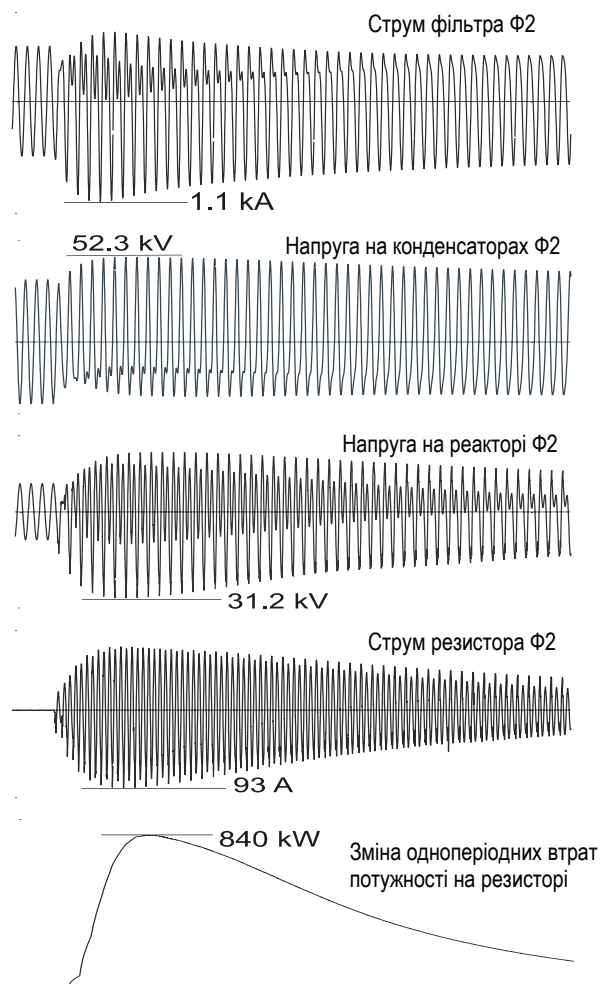 Струм фільтра Ф2
1.1 kA
52.3 kV
Напруга на конденсаторах Ф2
Напруга на реакторі Ф2
31.2 kV
Струм резистора Ф2
93 A
840 kW
Зміна одноперіодних втрат
потужності на резисторі